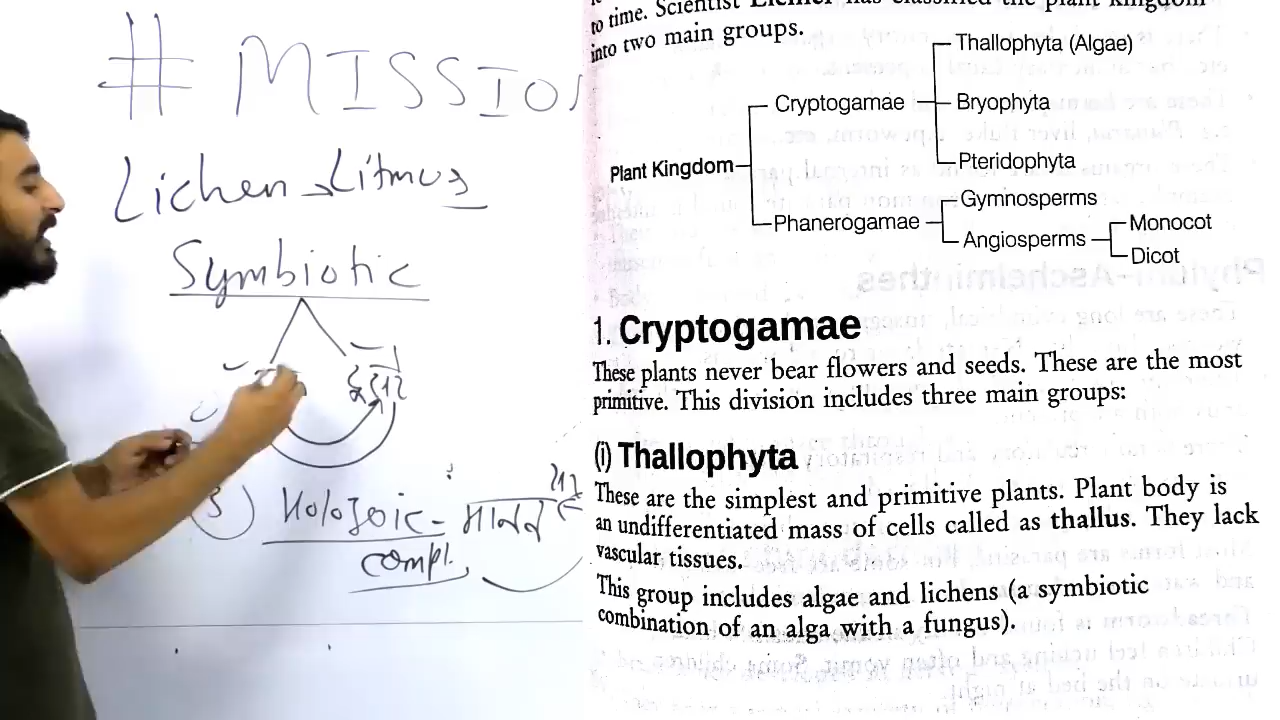 # MISSION
Lichen → Litmus
Symbiotic
3) Holozoic = मानव
compl.
to time. Scientist has classified the plant kingdom
into two main groups.
Plant Kingdom
Cryptogamae
Thallophyta (Algae)
Bryophyta
Pteridophyta
Phanerogamae
Gymnosperms
Angiosperms
Monocot
Dicot
1. Cryptogamae
These plants never bear flowers and seeds. These are the most
primitive. This division includes three main groups:
(i) Thallophyta
These are the simplest and primitive plants. Plant body is
an undifferentiated mass of cells called as thallus. They lack
vascular tissues.
This group includes algae and lichens (a symbiotic
combination of an alga with a fungus).